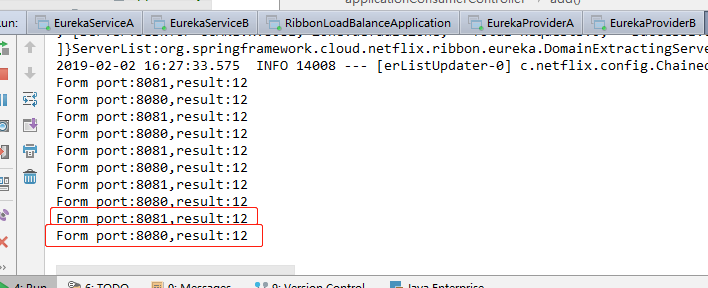 applicationConsumerController → add()
un: EurekaServiceA EurekaServiceB RibbonLoadBalanceApplication EurekaProviderA EurekaProviderB
]}ServerList:org.springframework.cloud.netflix.ribbon.eureka.DomainExtractingServe
2019-02-02 16:27:33.575 INFO 14008 --- [erListUpdater-0] c.netflix.config.Chained
Form port:8081,result:12
Form port:8080,result:12
Form port:8081,result:12
Form port:8080,result:12
Form port:8081,result:12
Form port:8080,result:12
Form port:8081,result:12
Form port:8080,result:12
Form port:8081,result:12
Form port:8080,result:12
4: Run 6: TODO 0: Messages 9: Version Control Java Enterprise